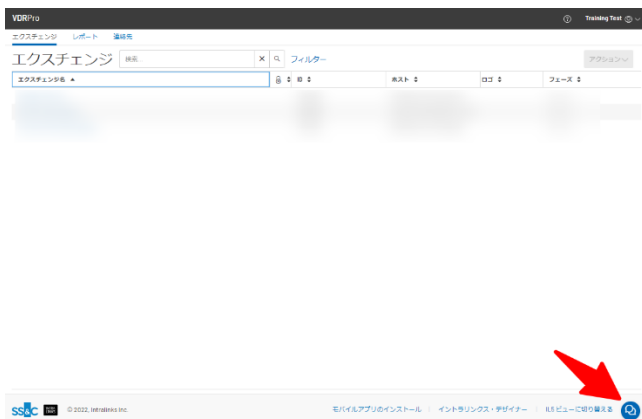 VDRPro
Training Test
エクスチェンジ レポート 連絡先
エクスチェンジ 検索... フィルター アクション
エクスチェンジ名 ID ホスト ロゴ フェーズ
SS&C © 2022, Intralinks Inc. モバイルアプリのインストール | イントラリンクス・デザイナー | IL5 ビューに切り替える